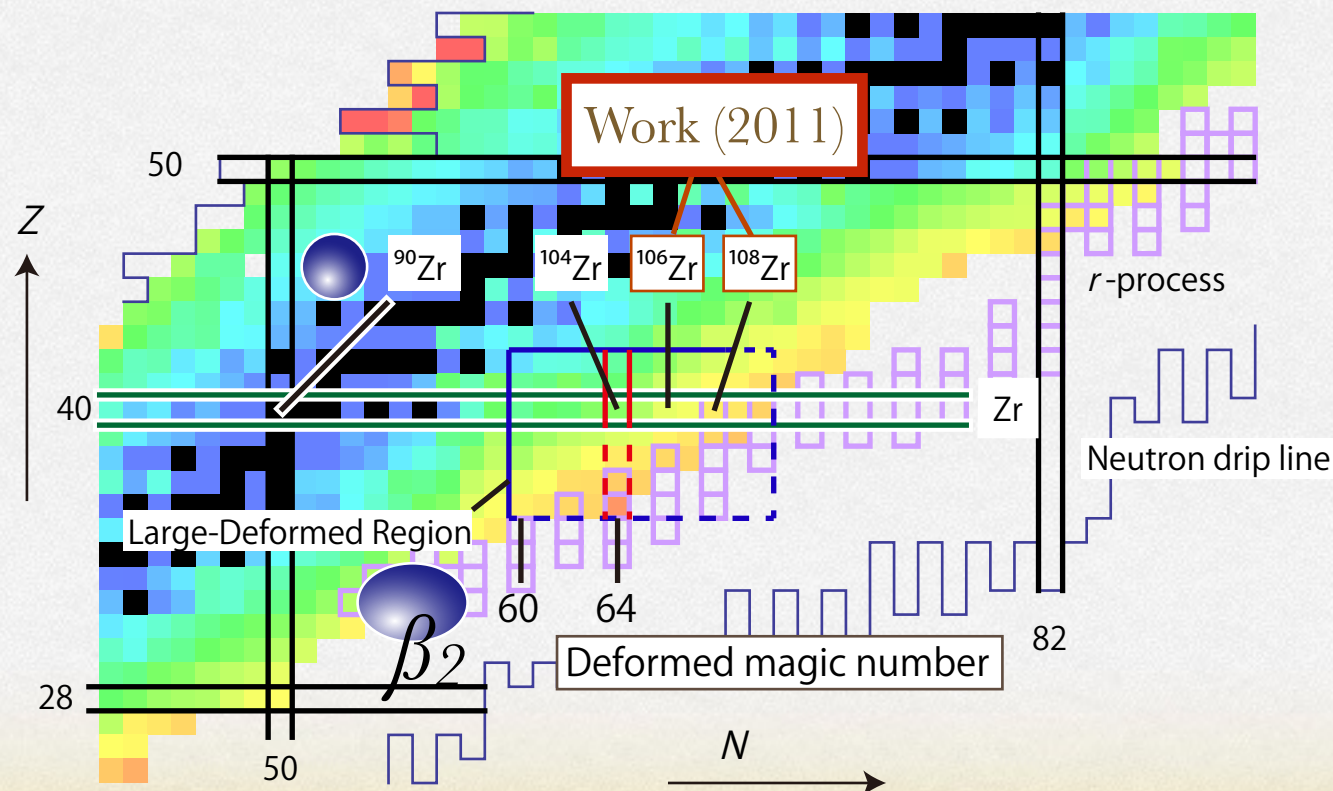 Work (2011)
50
Z
⁹⁰Zr
¹⁰⁴Zr
¹⁰⁶Zr
¹⁰⁸Zr
r-process
40
Zr
Neutron drip line
Large-Deformed Region
60
64
β₂
82
Deformed magic number
28
50
N